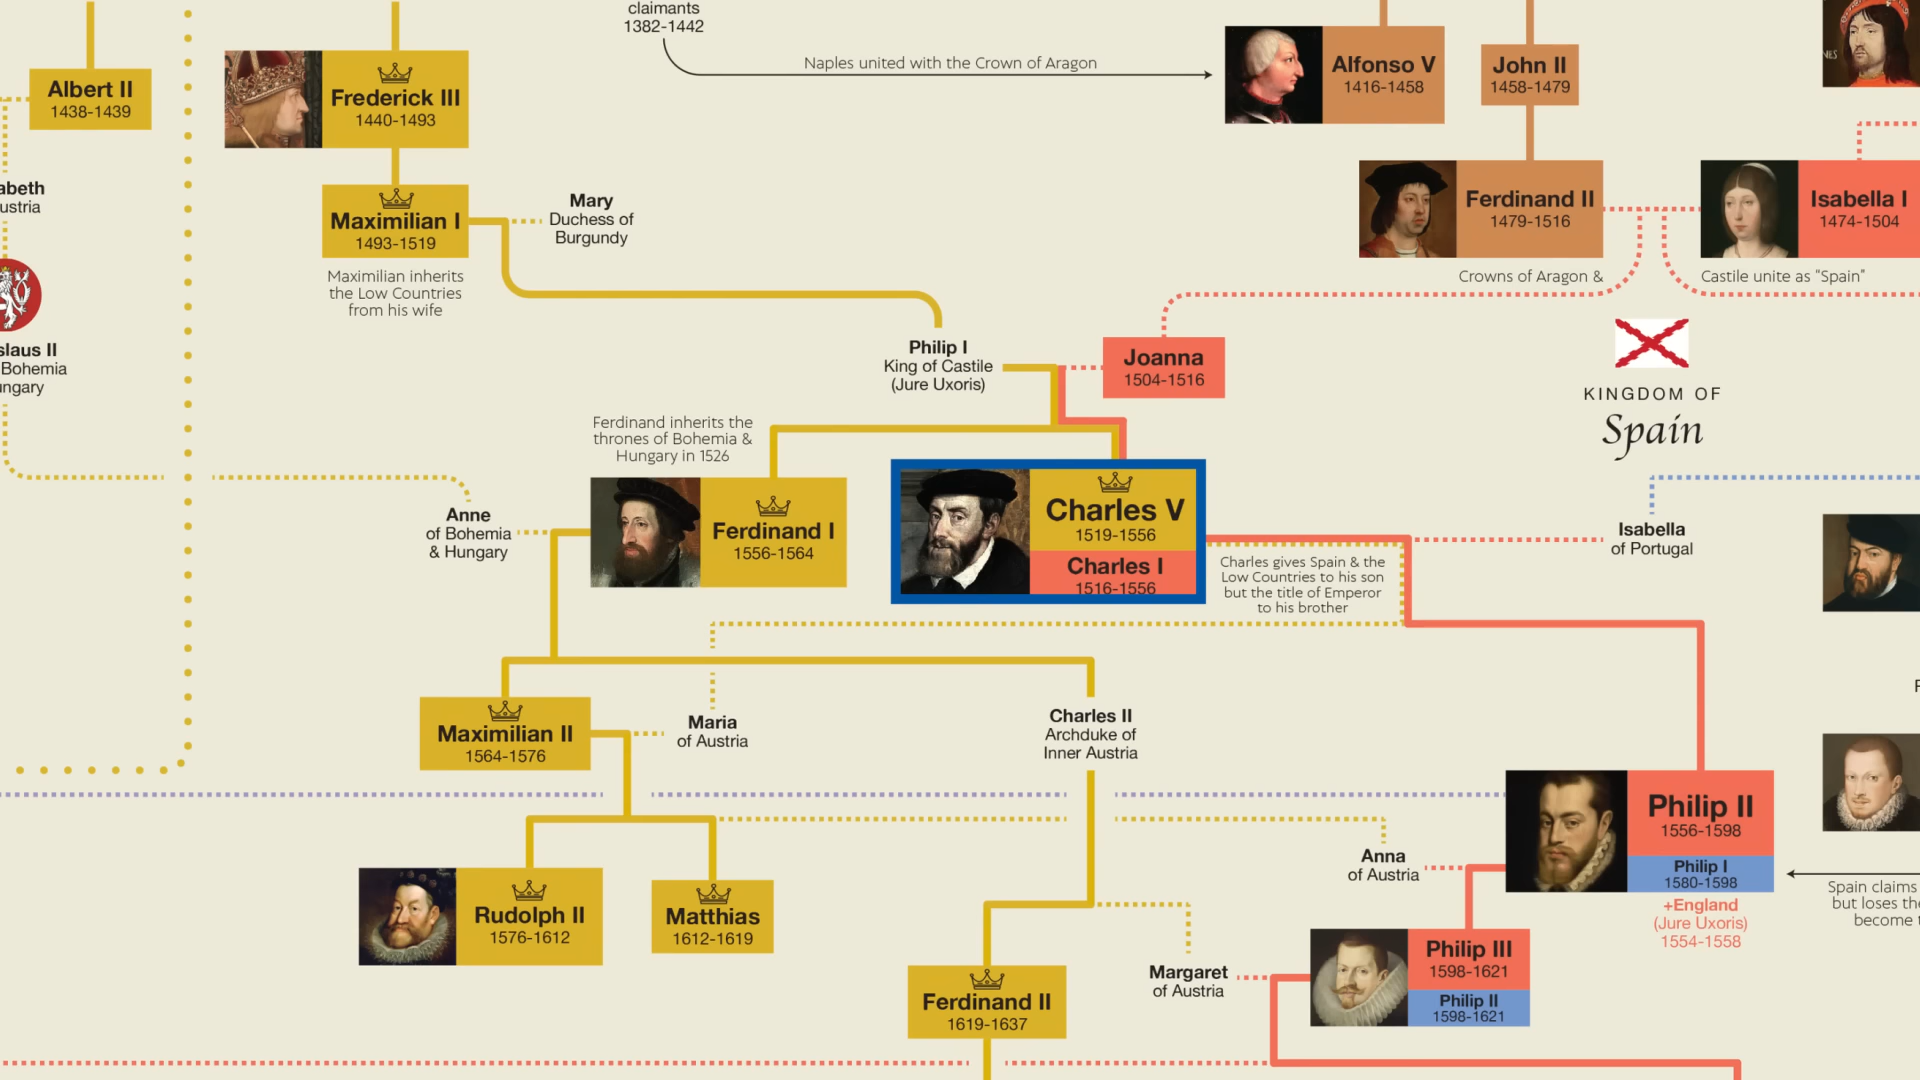 claimants
1382-1442
Naples united with the Crown of Aragon
Alfonso V
1416-1458
John II
1458-1479
Albert II
1438-1439
Frederick III
1440-1493
abeth
ustria
Maximilian I
1493-1519
Mary
Duchess of
Burgundy
Ferdinand II
1479-1516
Isabella I
1474-1504
Maximilian inherits
the Low Countries
from his wife
Crowns of Aragon &
Castile unite as "Spain"
slaus II
Bohemia
ungary
Philip I
King of Castile
(Jure Uxoris)
Joanna
1504-1516
KINGDOM OF
Spain
Ferdinand inherits the
thrones of Bohemia &
Hungary in 1526
Anne
of Bohemia
& Hungary
Ferdinand I
1556-1564
Charles V
1519-1556
Charles I
1516-1556
Charles gives Spain & the
Low Countries to his son
but the title of Emperor
to his brother
Isabella
of Portugal
Maximilian II
1564-1576
Maria
of Austria
Charles II
Archduke of
Inner Austria
Philip II
1556-1598
Philip I
1580-1598
+England
(Jure Uxoris)
1554-1558
Spain claims
but loses the
become
Anna
of Austria
Rudolph II
1576-1612
Matthias
1612-1619
Philip III
1598-1621
Philip II
1598-1621
Margaret
of Austria
Ferdinand II
1619-1637